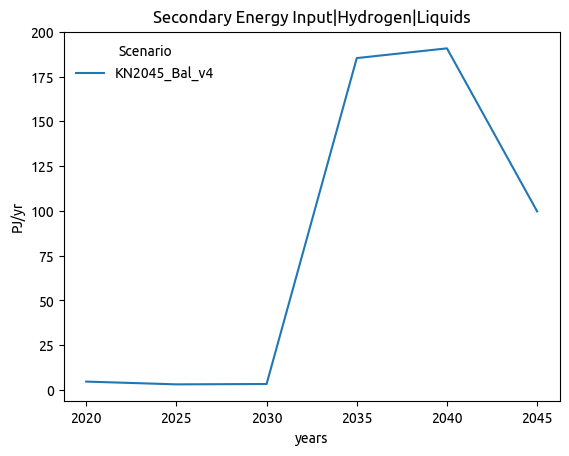 Secondary Energy Input|Hydrogen|Liquids
Scenario
KN2045_Bal_v4
200
175
150
125
100
75
50
25
0
PJ/yr
2020 2025 2030 2035 2040 2045
years